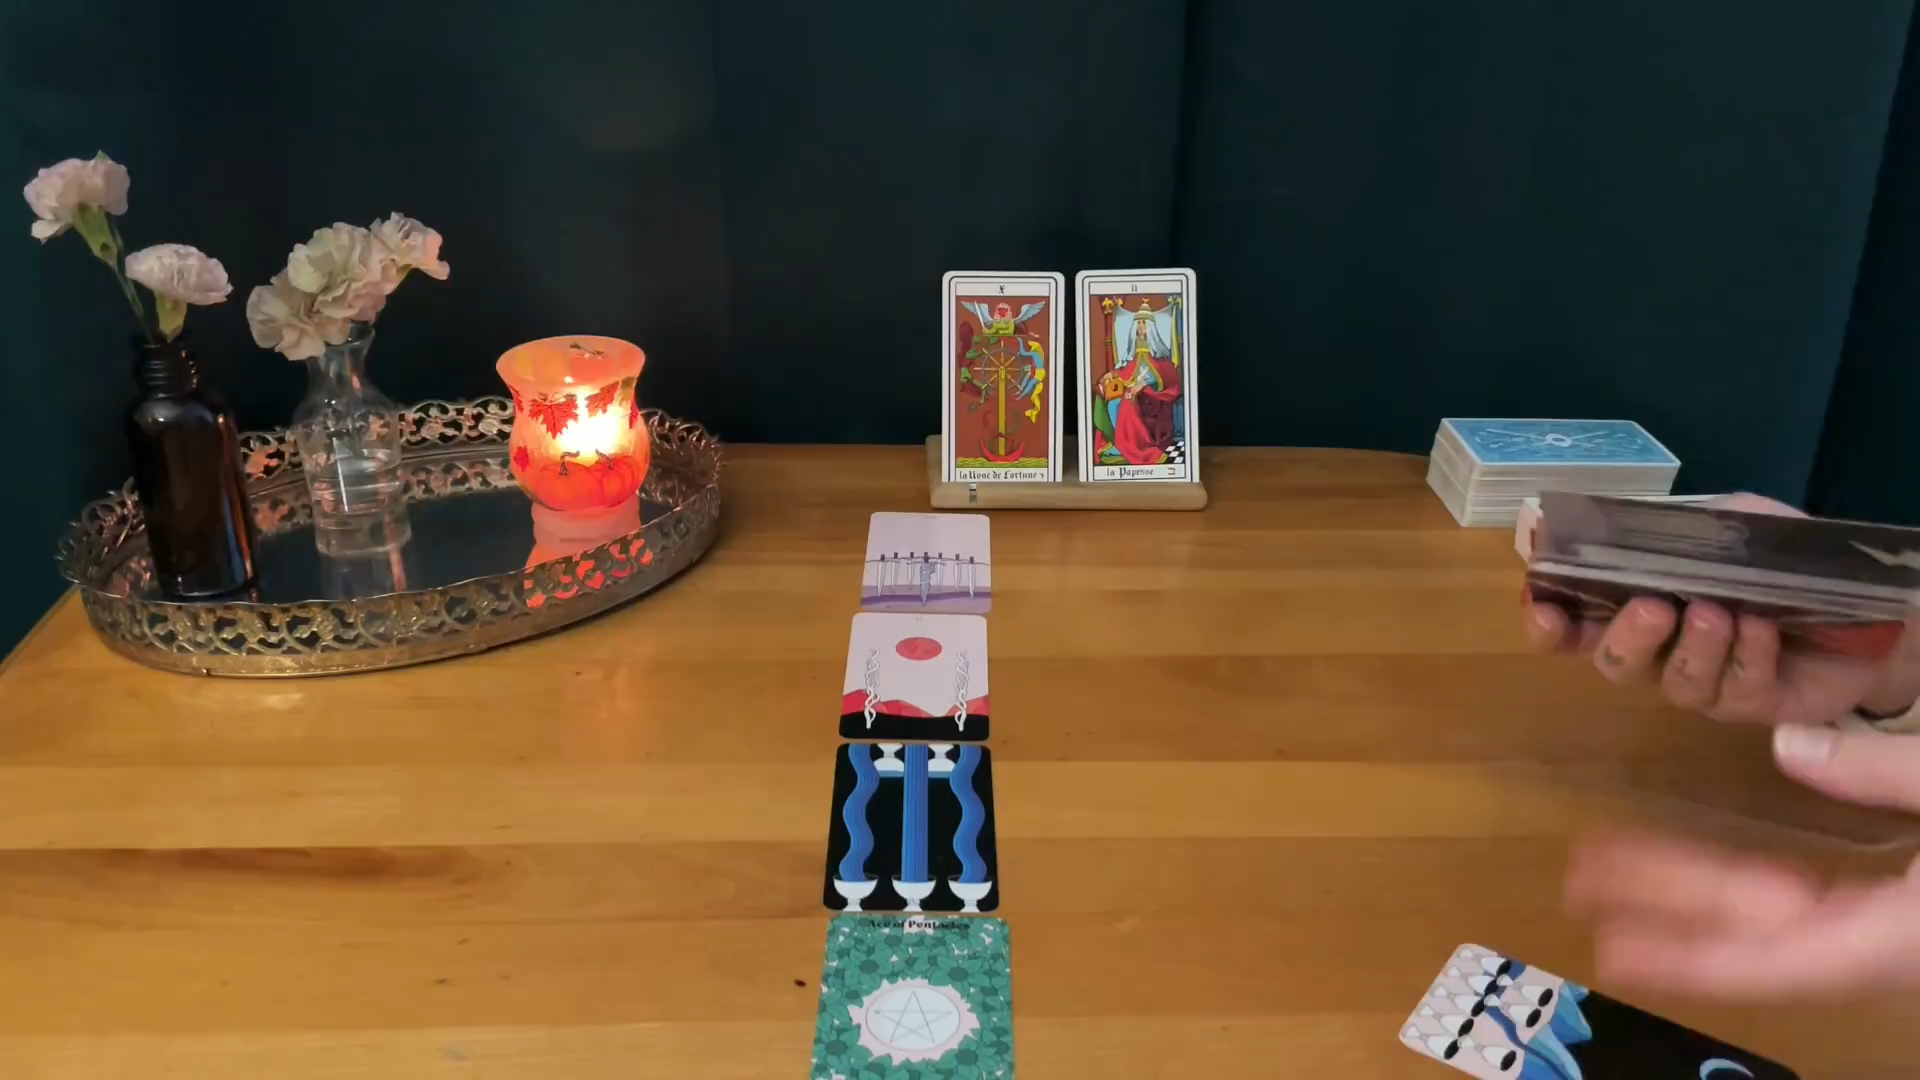 X
II
la Roue de Fortune
la Papesse ב
Ace of Pentacles